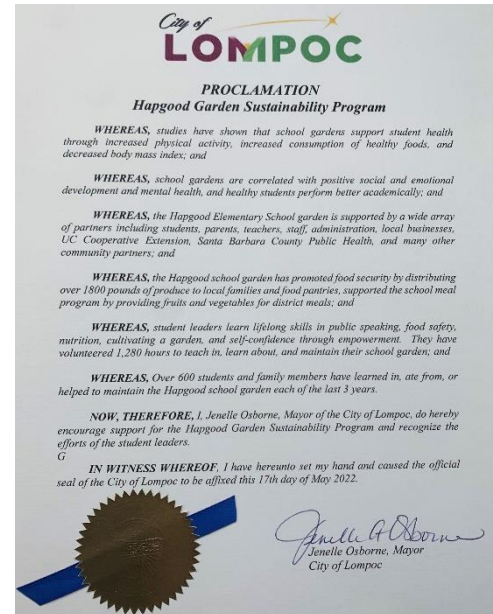 City of
LOMPOC
PROCLAMATION
Hapgood Garden Sustainability Program
WHEREAS, studies have shown that school gardens support student health
through increased physical activity, increased consumption of healthy foods, and
decreased body mass index; and
WHEREAS, school gardens are correlated with positive social and emotional
development and mental health, and healthy students perform better academically; and
WHEREAS, the Hapgood Elementary School garden is supported by a wide array
of partners including students, parents, teachers, staff, administration, local businesses,
UC Cooperative Extension, Santa Barbara County Public Health, and many other
community partners; and
WHEREAS, the Hapgood school garden has promoted food security by distributing
over 1800 pounds of produce to local families and food pantries, supported the school meal
program by providing fruits and vegetables for district meals; and
WHEREAS, student leaders learn lifelong skills in public speaking, food safety,
nutrition, cultivating a garden, and self-confidence through empowerment. They have
volunteered 1,280 hours to teach in, learn about, and maintain their school garden; and
WHEREAS, Over 600 students and family members have learned in, ate from, or
helped to maintain the Hapgood school garden each of the last 3 years.
NOW, THEREFORE, I, Jenelle Osborne, Mayor of the City of Lompoc, do hereby
encourage support for the Hapgood Garden Sustainability Program and recognize the
efforts of the student leaders.
G
IN WITNESS WHEREOF, I have hereunto set my hand and caused the official
seal of the City of Lompoc to be affixed this 17th day of May 2022.
Jenelle A Osborne
Jenelle Osborne, Mayor
City of Lompoc